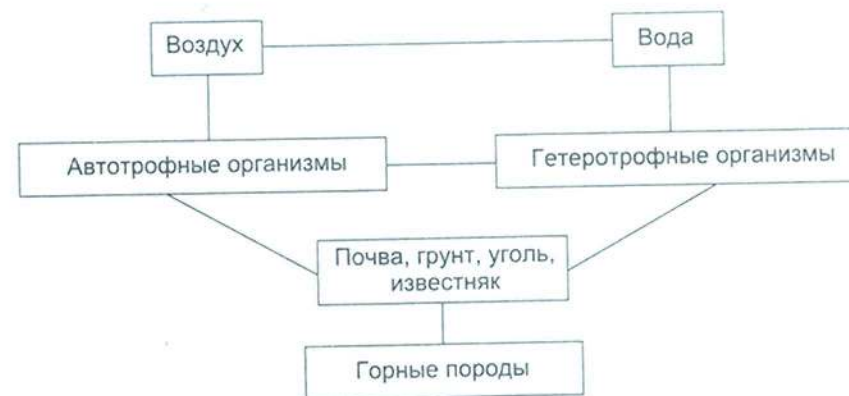 Воздух
Вода
Автотрофные организмы
Гетеротрофные организмы
Почва, грунт, уголь,
известняк
Горные породы